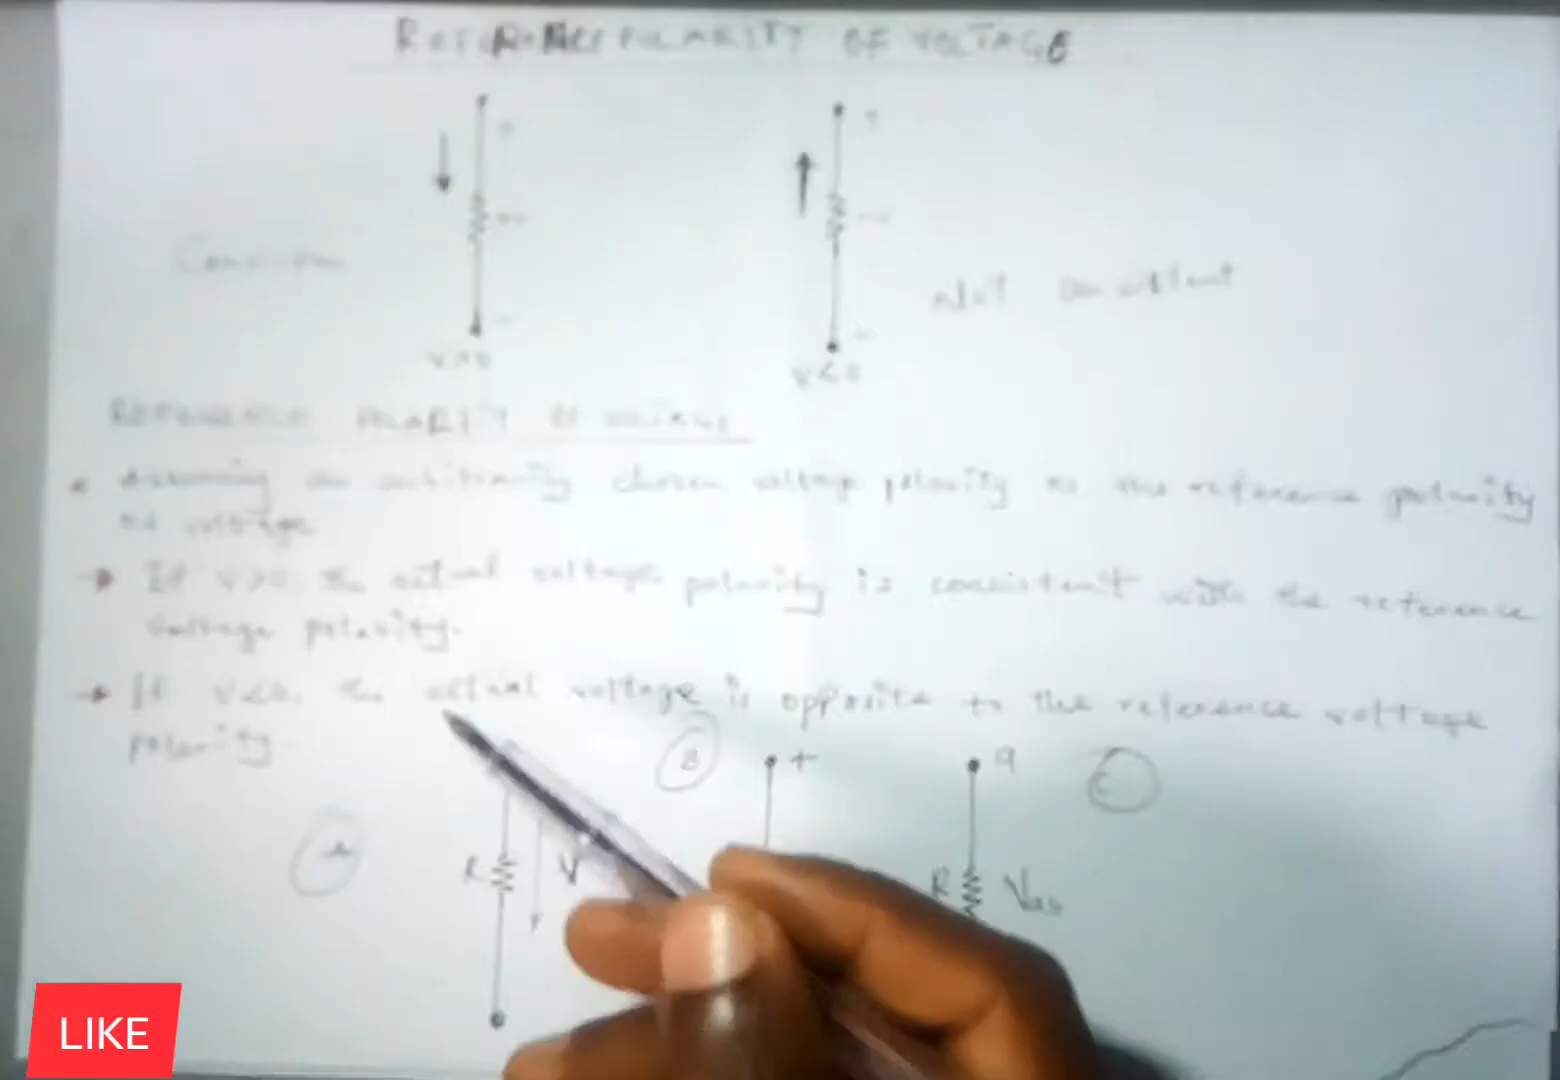 REFERENCE POLARITY OF VOLTAGE
+ +
- -
Not consistent
V>0 V<0
REFERENCE POLARITY OF VOLTAGE
Assuming an arbitrarily chosen voltage polarity as the reference polarity
of voltage
→ If V>0, the actual voltage polarity is consistent with the reference
voltage polarity.
→ If V<0, the actual voltage is opposite to the reference voltage
polarity
A
R V
B +
a
R Vab
C
LIKE